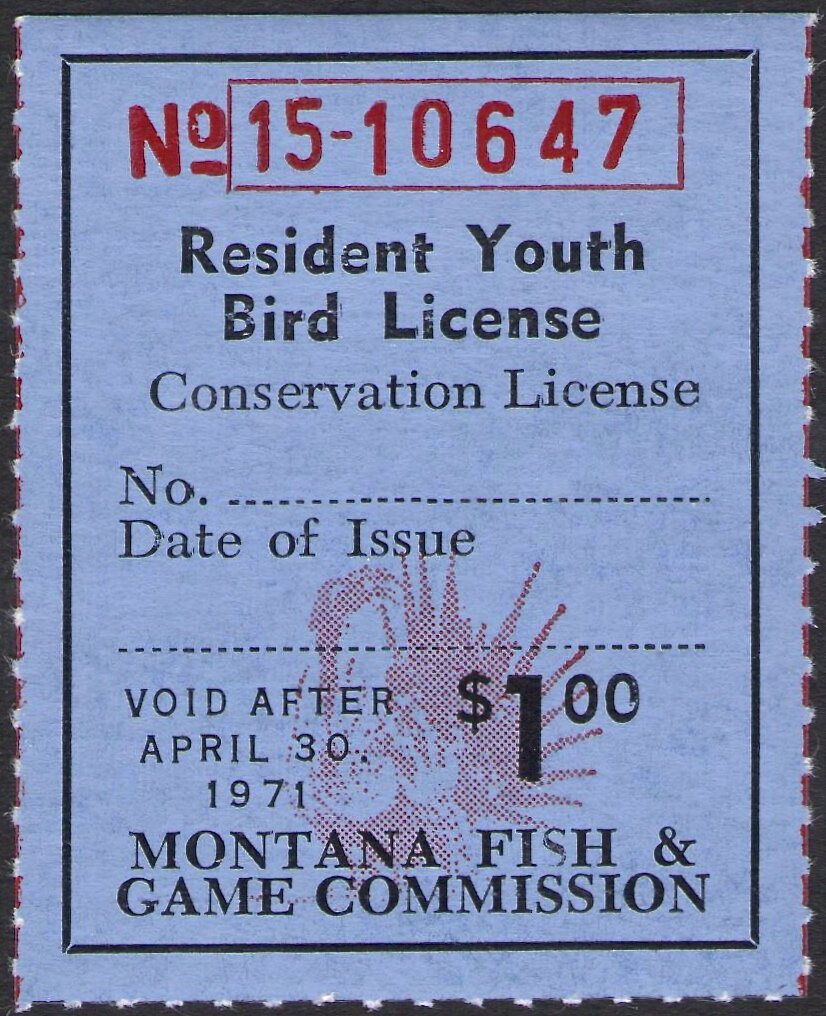 Nº 15-10647
Resident Youth
Bird License
Conservation License
No.
Date of Issue
VOID AFTER $1.00
APRIL 30,
1971
MONTANA FISH &
GAME COMMISSION